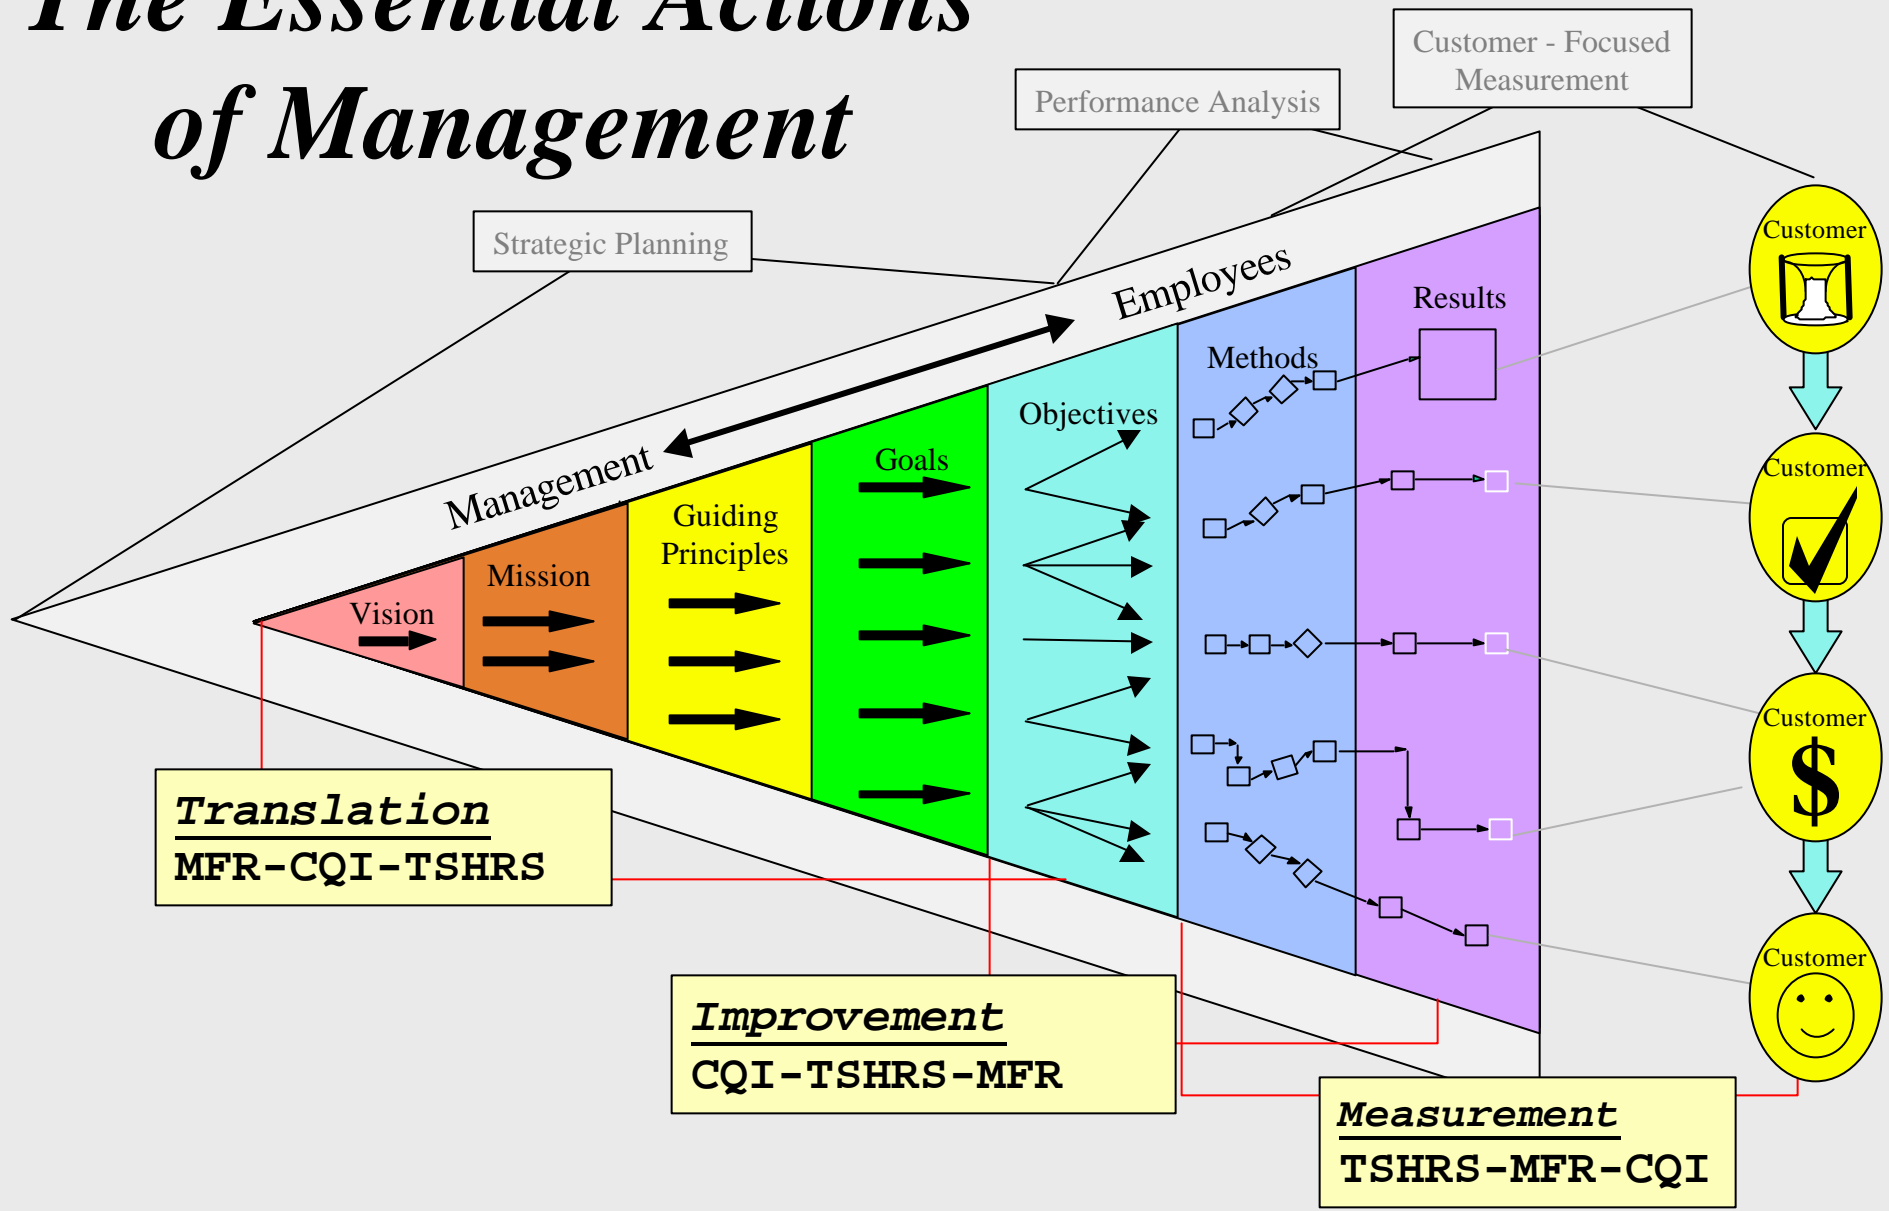 The Essential Actions
of Management
Customer - Focused
Measurement
Performance Analysis
Strategic Planning
Employees
Management
Results
Methods
Objectives
Goals
Guiding
Principles
Mission
Vision
Customer
Customer
Customer
$
Customer
Translation
MFR-CQI-TSHRS
Improvement
CQI-TSHRS-MFR
Measurement
TSHRS-MFR-CQI